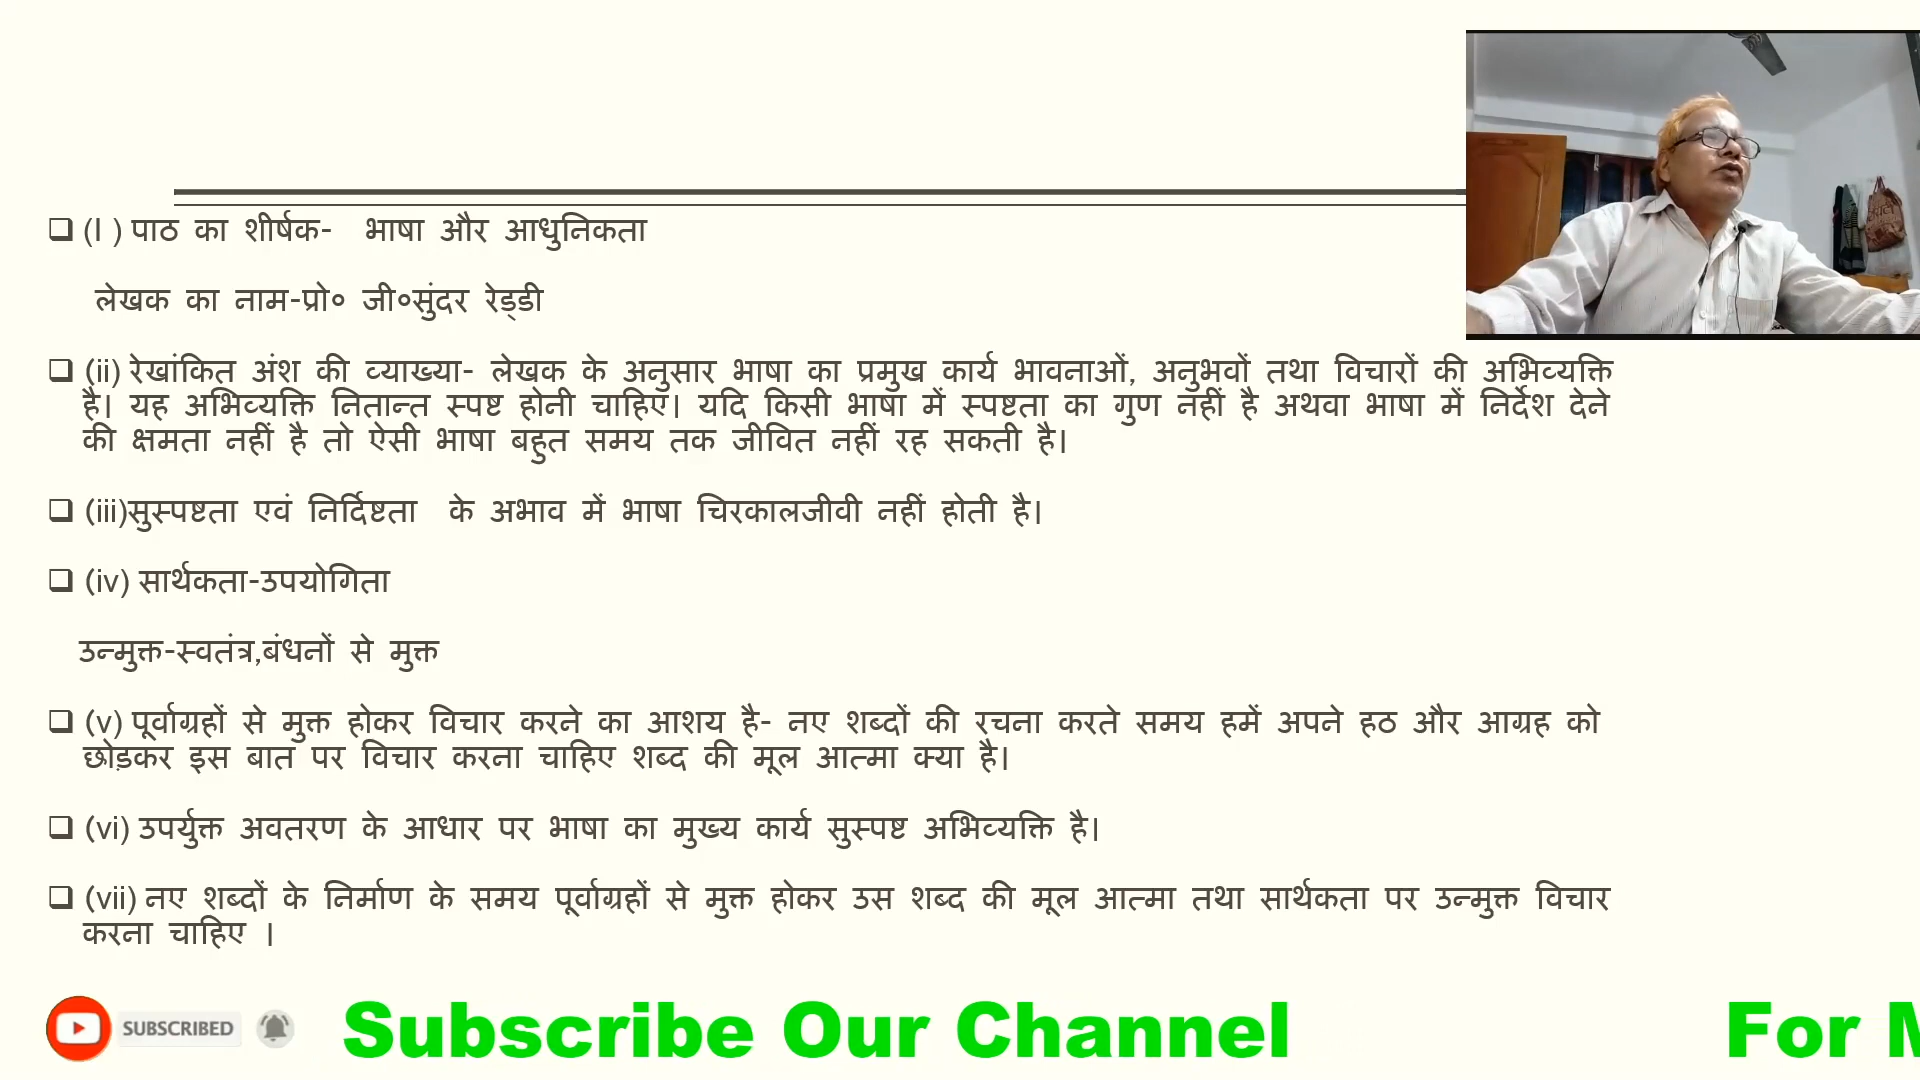 (I ) पाठ का शीर्षक- भाषा और आधुनिकता
लेखक का नाम-प्रो० जी०सुंदर रेड्डी
(ii) रेखांकित अंश की व्याख्या- लेखक के अनुसार भाषा का प्रमुख कार्य भावनाओं, अनुभवों तथा विचारों की अभिव्यक्ति
है। यह अभिव्यक्ति नितान्त स्पष्ट होनी चाहिए। यदि किसी भाषा में स्पष्टता का गुण नहीं है अथवा भाषा में निर्देश देने
की क्षमता नहीं है तो ऐसी भाषा बहुत समय तक जीवित नहीं रह सकती है।
(iii)सुस्पष्टता एवं निर्दिष्टता के अभाव में भाषा चिरकालजीवी नहीं होती है।
(iv) सार्थकता-उपयोगिता
उन्मुक्त-स्वतंत्र,बंधनों से मुक्त
(v) पूर्वाग्रहों से मुक्त होकर विचार करने का आशय है- नए शब्दों की रचना करते समय हमें अपने हठ और आग्रह को
छोड़कर इस बात पर विचार करना चाहिए शब्द की मूल आत्मा क्या है।
(vi) उपर्युक्त अवतरण के आधार पर भाषा का मुख्य कार्य सुस्पष्ट अभिव्यक्ति है।
(vii) नए शब्दों के निर्माण के समय पूर्वाग्रहों से मुक्त होकर उस शब्द की मूल आत्मा तथा सार्थकता पर उन्मुक्त विचार
करना चाहिए ।
SUBSCRIBED Subscribe Our Channel For M